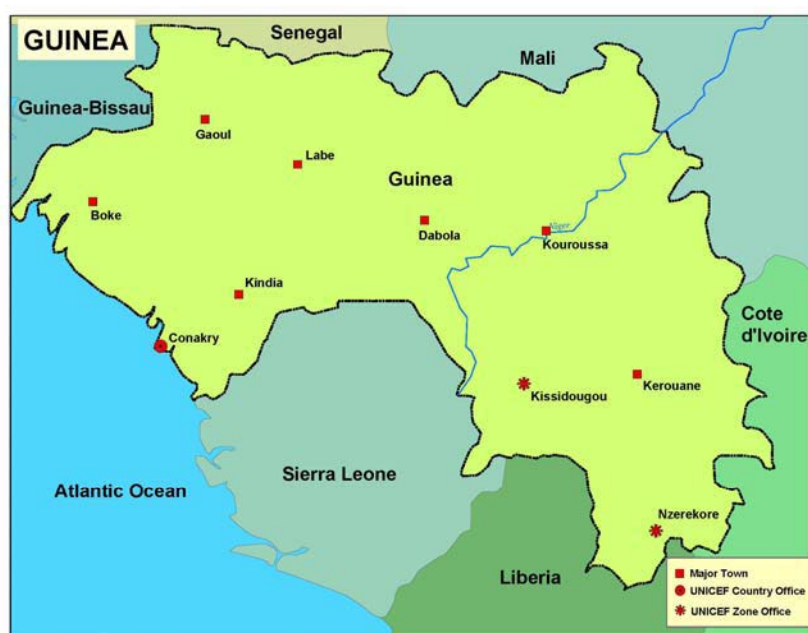 GUINEA
Senegal
Mali
Guinea-Bissau
Gaoul
Labe
Guinea
Boke
Dabola
Niger
Kouroussa
Kindia
Cote
d'Ivoire
Conakry
Kissidougou
Kerouane
Sierra Leone
Atlantic Ocean
Nzerekore
Liberia
Major Town
UNICEF Country Office
UNICEF Zone Office